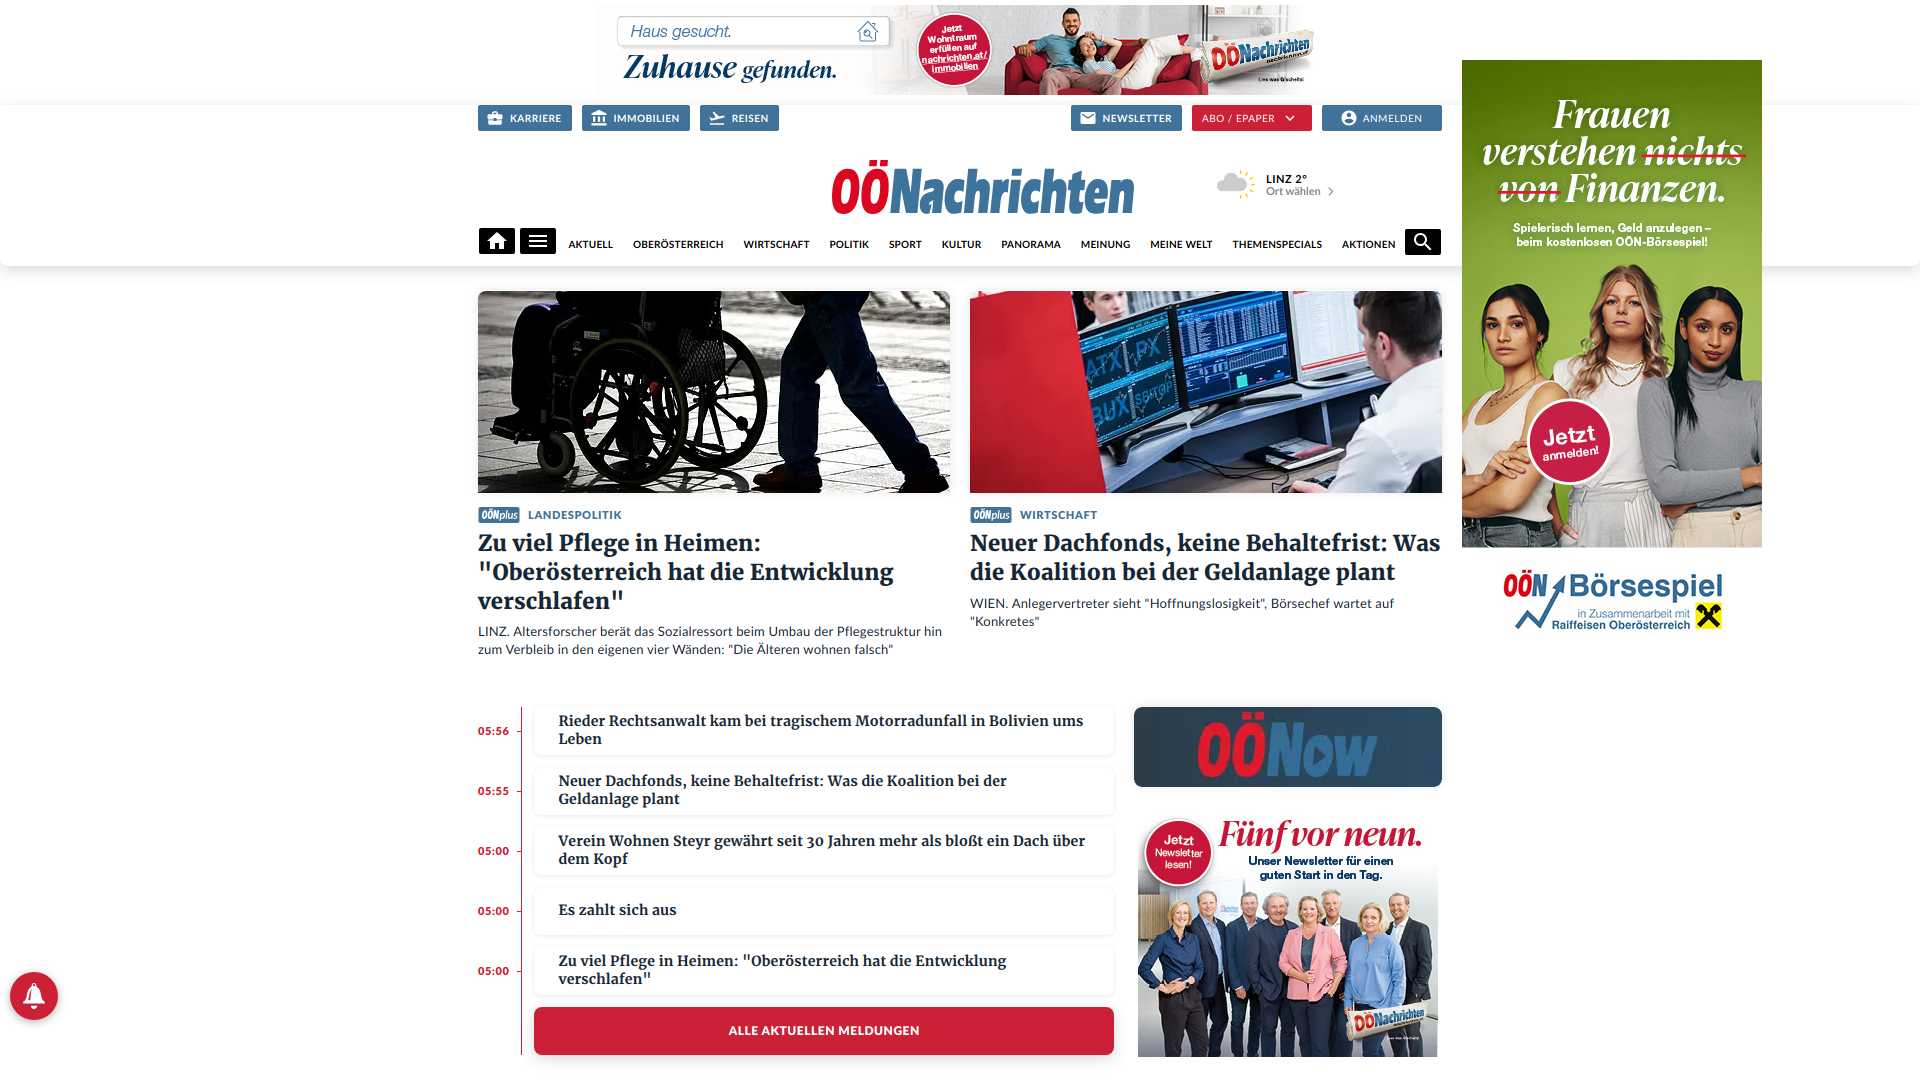 Haus gesucht.
Zuhause gefunden.
Jetzt
Wohntraum
erfüllen auf
nachrichten.at/
immobilien
OÖNachrichten
Lies was G'scheits!
KARRIERE
IMMOBILIEN
REISEN
NEWSLETTER
ABO / EPAPER
ANMELDEN
OÖNachrichten
LINZ 2°
Ort wählen
AKTUELL
OBERÖSTERREICH
WIRTSCHAFT
POLITIK
SPORT
KULTUR
PANORAMA
MEINUNG
MEINE WELT
THEMENSPECIALS
AKTIONEN
Frauen
verstehen nichts
von Finanzen.
Spielerisch lernen, Geld anzulegen –
beim kostenlosen OÖN-Börsespiel!
Jetzt
anmelden!
OÖN Börsespiel
in Zusammenarbeit mit
Raiffeisen Oberösterreich
ATX PX
BUX SBITOP
OÖNplus LANDESPOLITIK
Zu viel Pflege in Heimen:
"Oberösterreich hat die Entwicklung
verschlafen"
LINZ. Altersforscher berät das Sozialressort beim Umbau der Pflegestruktur hin
zum Verbleib in den eigenen vier Wänden: "Die Älteren wohnen falsch"
OÖNplus WIRTSCHAFT
Neuer Dachfonds, keine Behaltefrist: Was
die Koalition bei der Geldanlage plant
WIEN. Anlegervertreter sieht "Hoffnungslosigkeit", Börsechef wartet auf
"Konkretes"
05:56
Rieder Rechtsanwalt kam bei tragischem Motorradunfall in Bolivien ums
Leben
05:55
Neuer Dachfonds, keine Behaltefrist: Was die Koalition bei der
Geldanlage plant
05:00
Verein Wohnen Steyr gewährt seit 30 Jahren mehr als bloßt ein Dach über
dem Kopf
05:00
Es zahlt sich aus
05:00
Zu viel Pflege in Heimen: "Oberösterreich hat die Entwicklung
verschlafen"
ALLE AKTUELLEN MELDUNGEN
OÖNow
Jetzt
Newsletter
lesen!
Fünf vor neun.
Unser Newsletter für einen
guten Start in den Tag.
OÖNachrichten